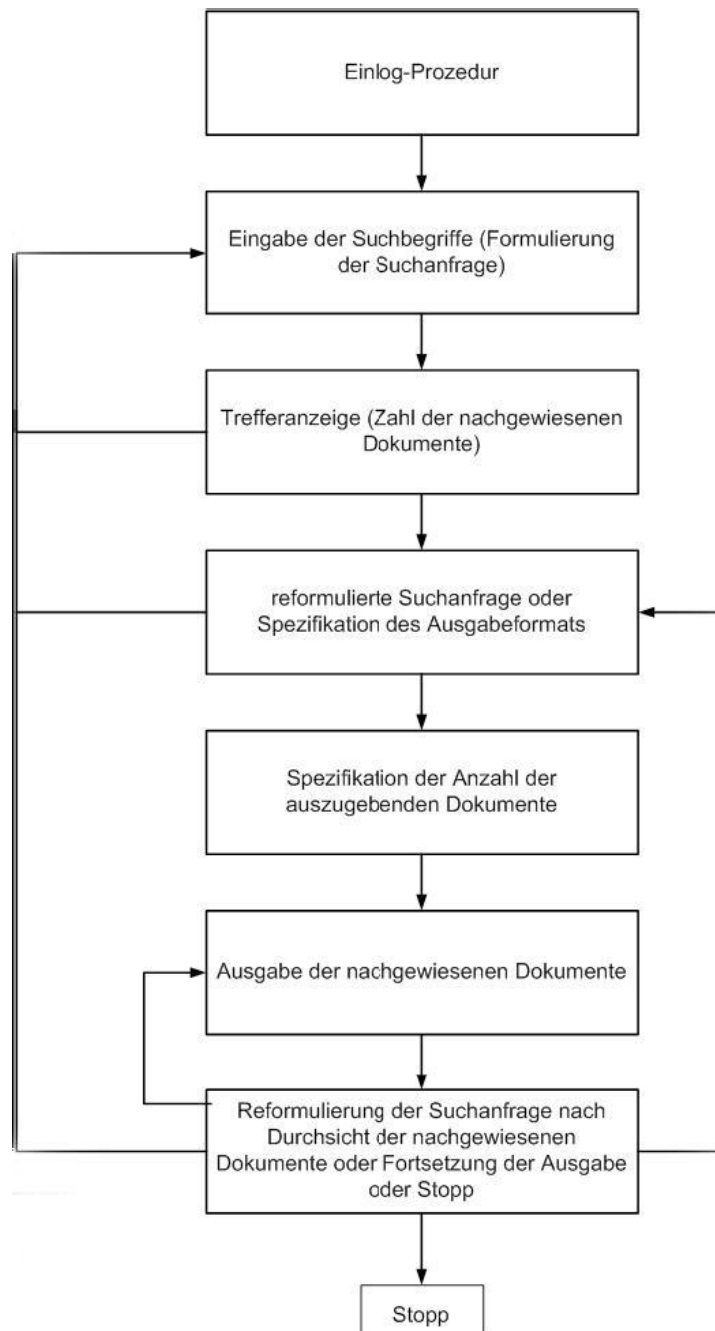 Einlog-Prozedur
Eingabe der Suchbegriffe (Formulierung
der Suchanfrage)
Trefferanzeige (Zahl der nachgewiesenen
Dokumente)
reformulierte Suchanfrage oder
Spezifikation des Ausgabeformats
Spezifikation der Anzahl der
auszugebenden Dokumente
Ausgabe der nachgewiesenen Dokumente
Reformulierung der Suchanfrage nach
Durchsicht der nachgewiesenen
Dokumente oder Fortsetzung der Ausgabe
oder Stopp
Stopp